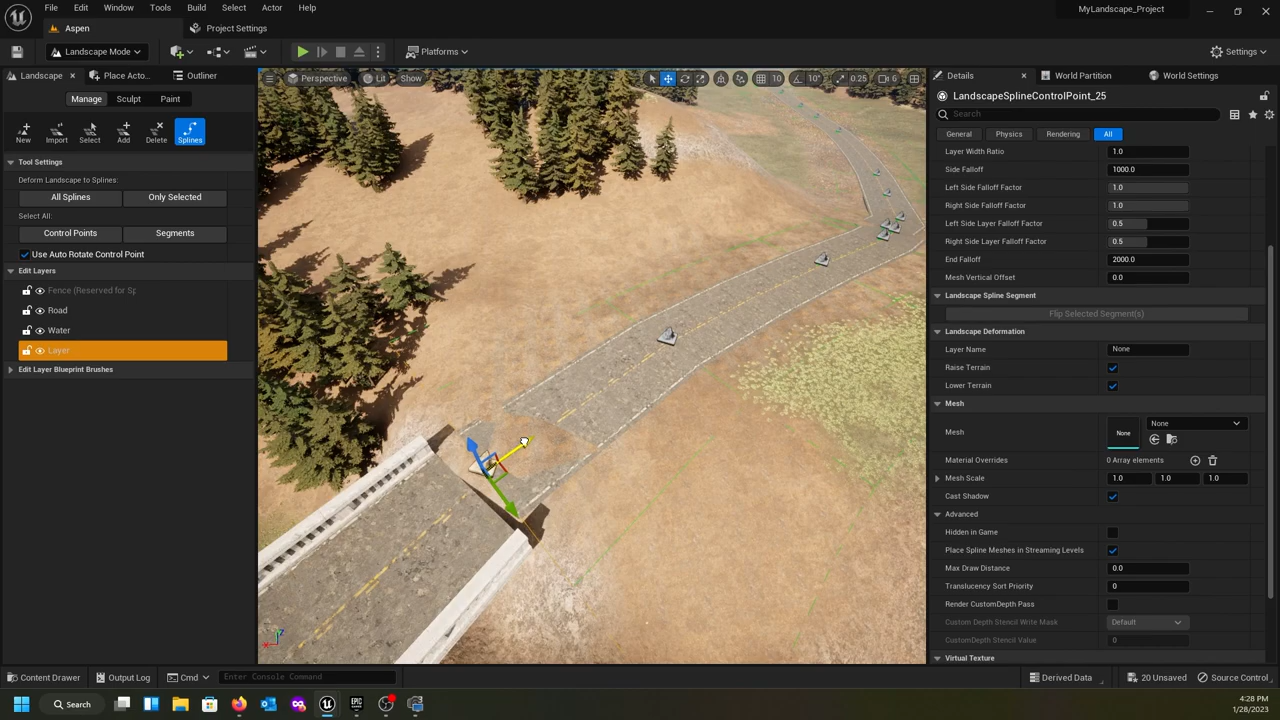 File Edit Window Tools Build Select Actor Help
MyLandscape_Project
Aspen
Project Settings
Landscape Mode
Platforms
Settings
Landscape
Place Acto...
Outliner
Manage Sculpt Paint
New Import Select Add Delete Splines
Tool Settings
Deform Landscape to Splines:
All Splines Only Selected
Select All:
Control Points Segments
Use Auto Rotate Control Point
Edit Layers
Fence (Reserved for Sp
Road
Water
Layer
Edit Layer Blueprint Brushes
Perspective Lit Show
10 10° 0.25 6
Details
World Partition
World Settings
LandscapeSplineControlPoint_25
Search
General Physics Rendering All
Layer Width Ratio 1.0
Side Falloff 1000.0
Left Side Falloff Factor 1.0
Right Side Falloff Factor 1.0
Left Side Layer Falloff Factor 0.5
Right Side Layer Falloff Factor 0.5
End Falloff 2000.0
Mesh Vertical Offset 0.0
Landscape Spline Segment
Flip Selected Segment(s)
Landscape Deformation
Layer Name None
Raise Terrain
Lower Terrain
Mesh
None
Mesh None
Material Overrides 0 Array elements
Mesh Scale 1.0 1.0 1.0
Cast Shadow
Advanced
Hidden in Game
Place Spline Meshes in Streaming Levels
Max Draw Distance 0.0
Translucency Sort Priority 0
Render CustomDepth Pass
Custom Depth Stencil Write Mask Default
CustomDepth Stencil Value 0
Virtual Texture
Content Drawer Output Log Cmd Enter Console Command
Derived Data 20 Unsaved Source Control
Search
4:28 PM
1/28/2023